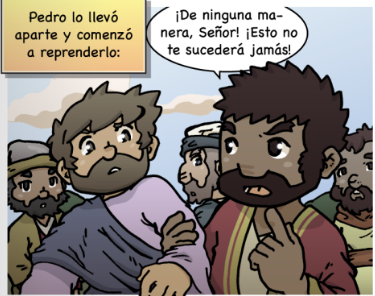 Pedro lo llevó
aparte y comenzó
a reprenderlo:
¡De ninguna ma-
nera, Señor! ¡Esto no
te sucederá jamás!